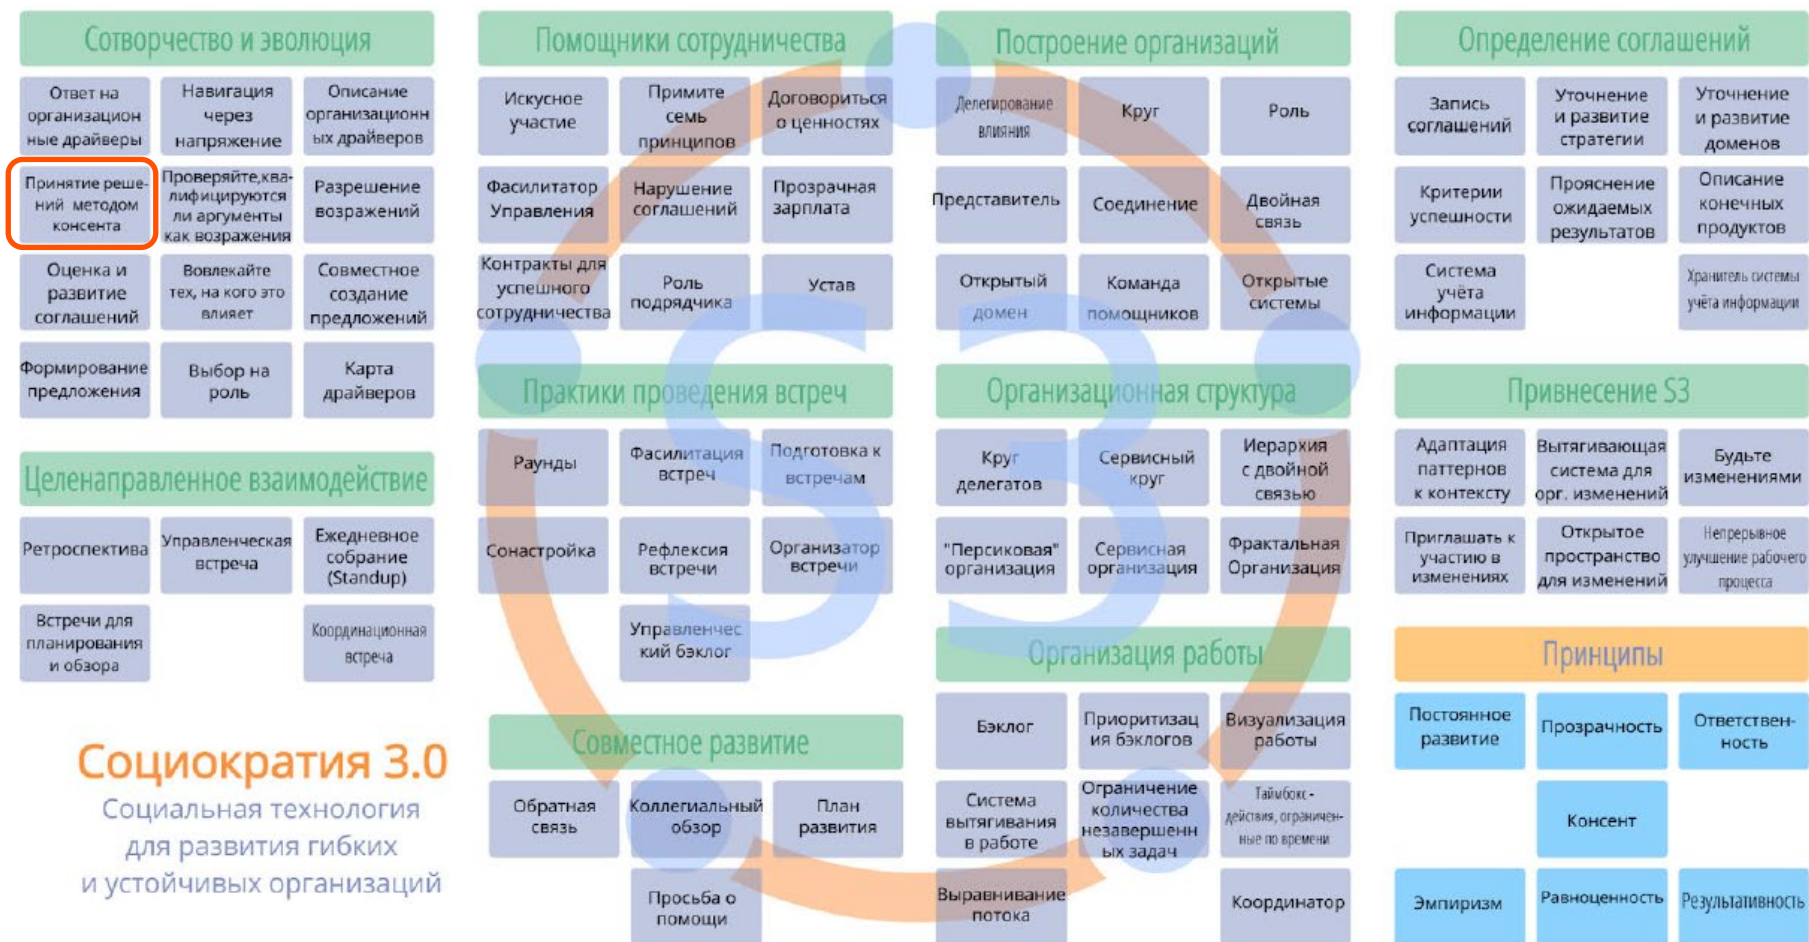 Сотворчество и эволюция
Ответ на
организацион
ные драйверы
Навигация
через
напряжение
Описание
организационн
ых драйверов
Принятие реше-
ний методом
консента
Проверяйте,ква-
лифицируются
ли аргументы
как возражения
Разрешение
возражений
Оценка и
развитие
соглашений
Вовлекайте
тех, на кого это
влияет
Совместное
создание
предложений
Формирование
предложения
Выбор на
роль
Карта
драйверов
Целенаправленное взаимодействие
Ретроспектива
Управленческая
встреча
Ежедневное
собрание
(Standup)
Встречи для
планирования
и обзора
Координационная
встреча
Социократия 3.0
Социальная технология
для развития гибких
и устойчивых организаций
Помощники сотрудничества
Искусное
участие
Примите
семь
принципов
Договориться
о ценностях
Фасилитатор
Управления
Нарушение
соглашений
Прозрачная
зарплата
Контракты для
успешного
сотрудничества
Роль
подрядчика
Устав
Практики проведения встреч
Раунды
Фасилитация
встреч
Подготовка к
встречам
Сонастройка
Рефлексия
встречи
Организатор
встречи
Управленчес
кий бэклог
Совместное развитие
Обратная
связь
Коллегиальный
обзор
План
развития
Просьба о
помощи
Построение организаций
Делегирование
влияния
Круг
Роль
Представитель
Соединение
Двойная
связь
Открытый
домен
Команда
помощников
Открытые
системы
Организационная структура
Круг
делегатов
Сервисный
круг
Иерархия
с двойной
связью
"Персиковая"
организация
Сервисная
организация
Фрактальная
Организация
Организация работы
Бэклог
Приоритизац
ия бэклогов
Визуализация
работы
Система
вытягивания
в работе
Ограничение
количества
незавершенн
ых задач
Таймбокс -
действия, ограничен-
ные по времени
Выравнивание
потока
Координатор
Определение соглашений
Запись
соглашений
Уточнение
и развитие
стратегии
Уточнение
и развитие
доменов
Критерии
успешности
Прояснение
ожидаемых
результатов
Описание
конечных
продуктов
Система
учёта
информации
Хранитель системы
учёта информации
Привнесение S3
Адаптация
паттернов
к контексту
Вытягивающая
система для
орг. изменений
Будьте
изменениями
Приглашать к
участию в
изменениях
Открытое
пространство
для изменений
Непрерывное
улучшение рабочего
процесса
Принципы
Постоянное
развитие
Прозрачность
Ответствен-
ность
Консент
Эмпиризм
Равноценность
Результативность
S3